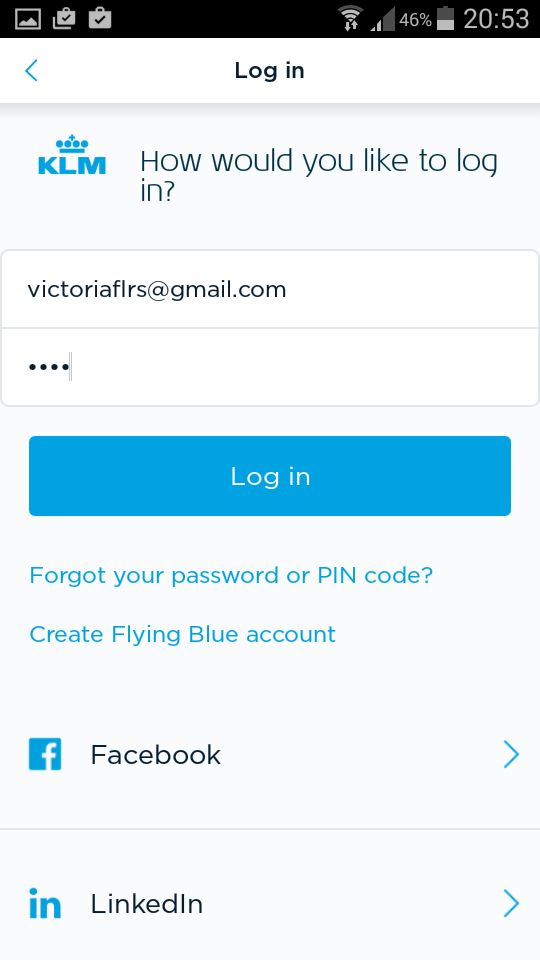 46% 20:53
Log in
KLM
How would you like to log
in?
victoriaflrs@gmail.com
••••
Log in
Forgot your password or PIN code?
Create Flying Blue account
Facebook
LinkedIn